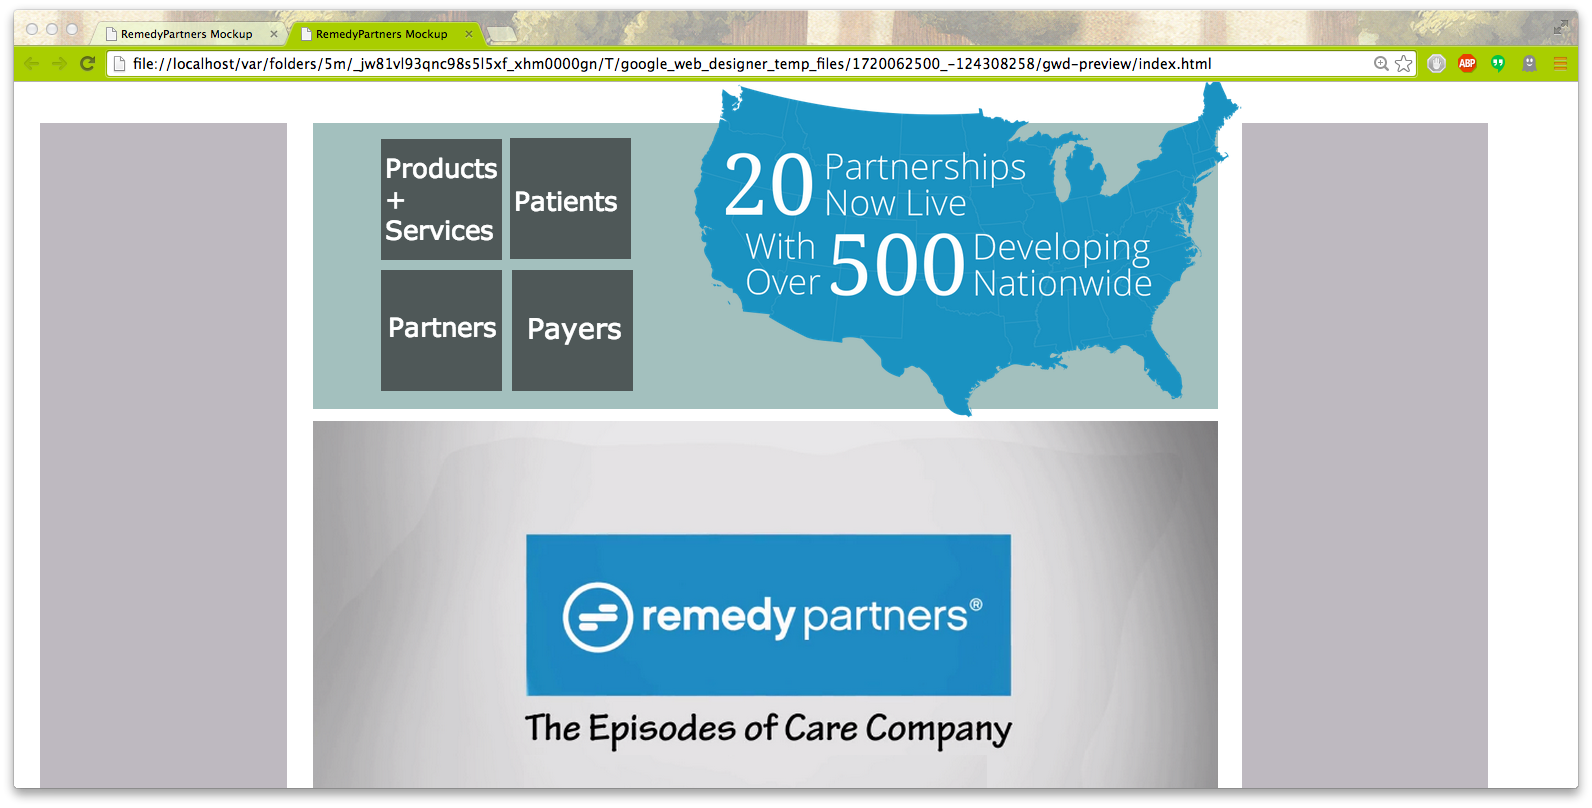 RemedyPartners Mockup
RemedyPartners Mockup
file://localhost/var/folders/5m/_jw81vl93qnc98s5l5xf_xhm0000gn/T/google_web_designer_temp_files/1720062500_-124308258/gwd-preview/index.html
ABP
Products
+
Services
Patients
Partners
Payers
20 Partnerships
Now Live
With
Over 500 Developing
Nationwide
remedy partners®
The Episodes of Care Company